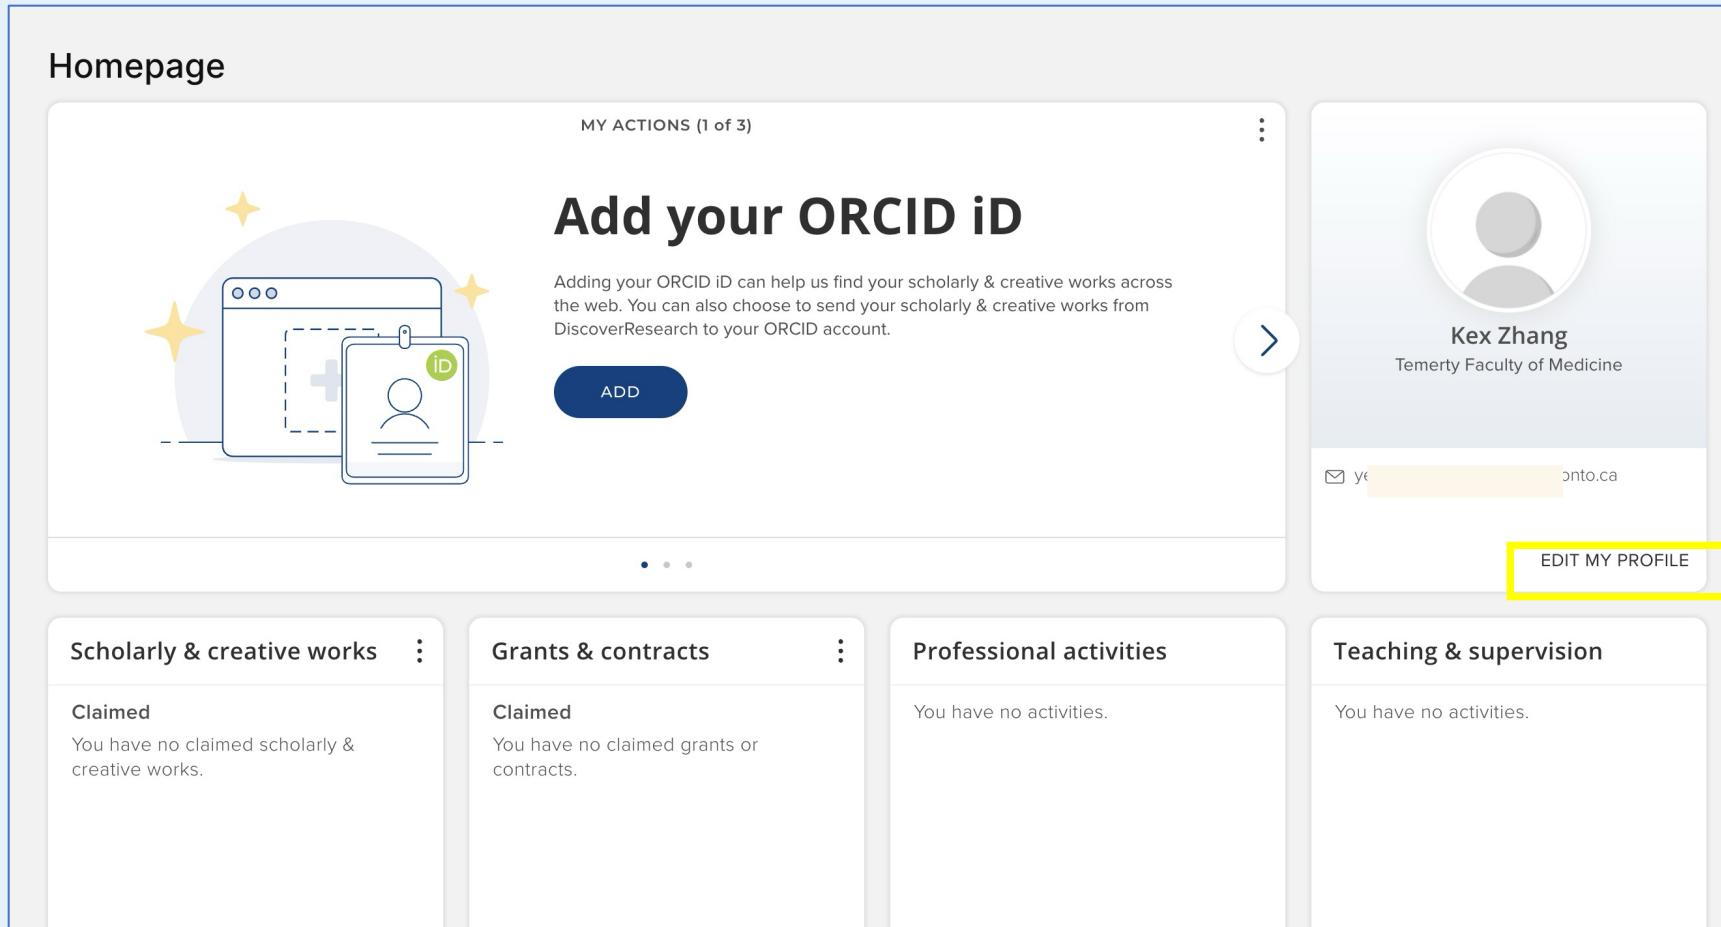 Homepage
MY ACTIONS (1 of 3)
Add your ORCID iD
Adding your ORCID iD can help us find your scholarly & creative works across
the web. You can also choose to send your scholarly & creative works from
DiscoverResearch to your ORCID account.
ADD
iD
Kex Zhang
Temerty Faculty of Medicine
ye
onto.ca
EDIT MY PROFILE
Scholarly & creative works
Claimed
You have no claimed scholarly &
creative works.
Grants & contracts
Claimed
You have no claimed grants or
contracts.
Professional activities
You have no activities.
Teaching & supervision
You have no activities.